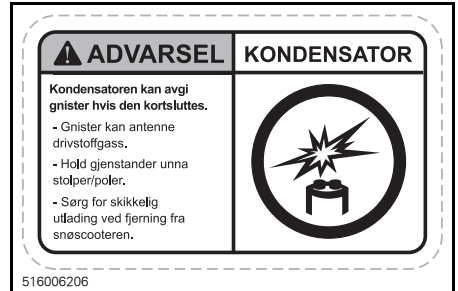 ADVARSEL
KONDENSATOR
Kondensatoren kan avgi
gnister hvis den kortsluttes.
- Gnister kan antenne
drivstoffgass.
- Hold gjenstander unna
stolper/poler.
- Sørg for skikkelig
utlading ved fjerning fra
snøscooteren.
516006206